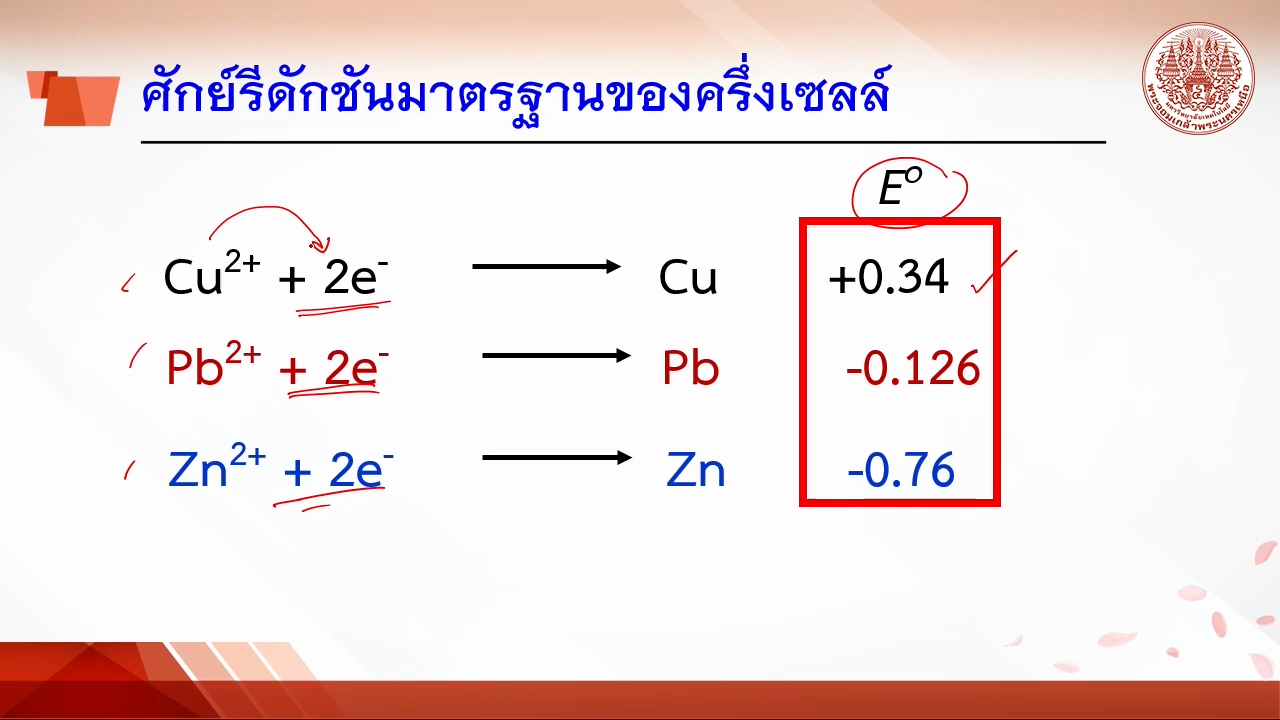 ศักย์รีดักชันมาตรฐานของครึ่งเซลล์
E°
Cu²⁺ + 2e⁻ → Cu +0.34
Pb²⁺ + 2e⁻ → Pb -0.126
Zn²⁺ + 2e⁻ → Zn -0.76